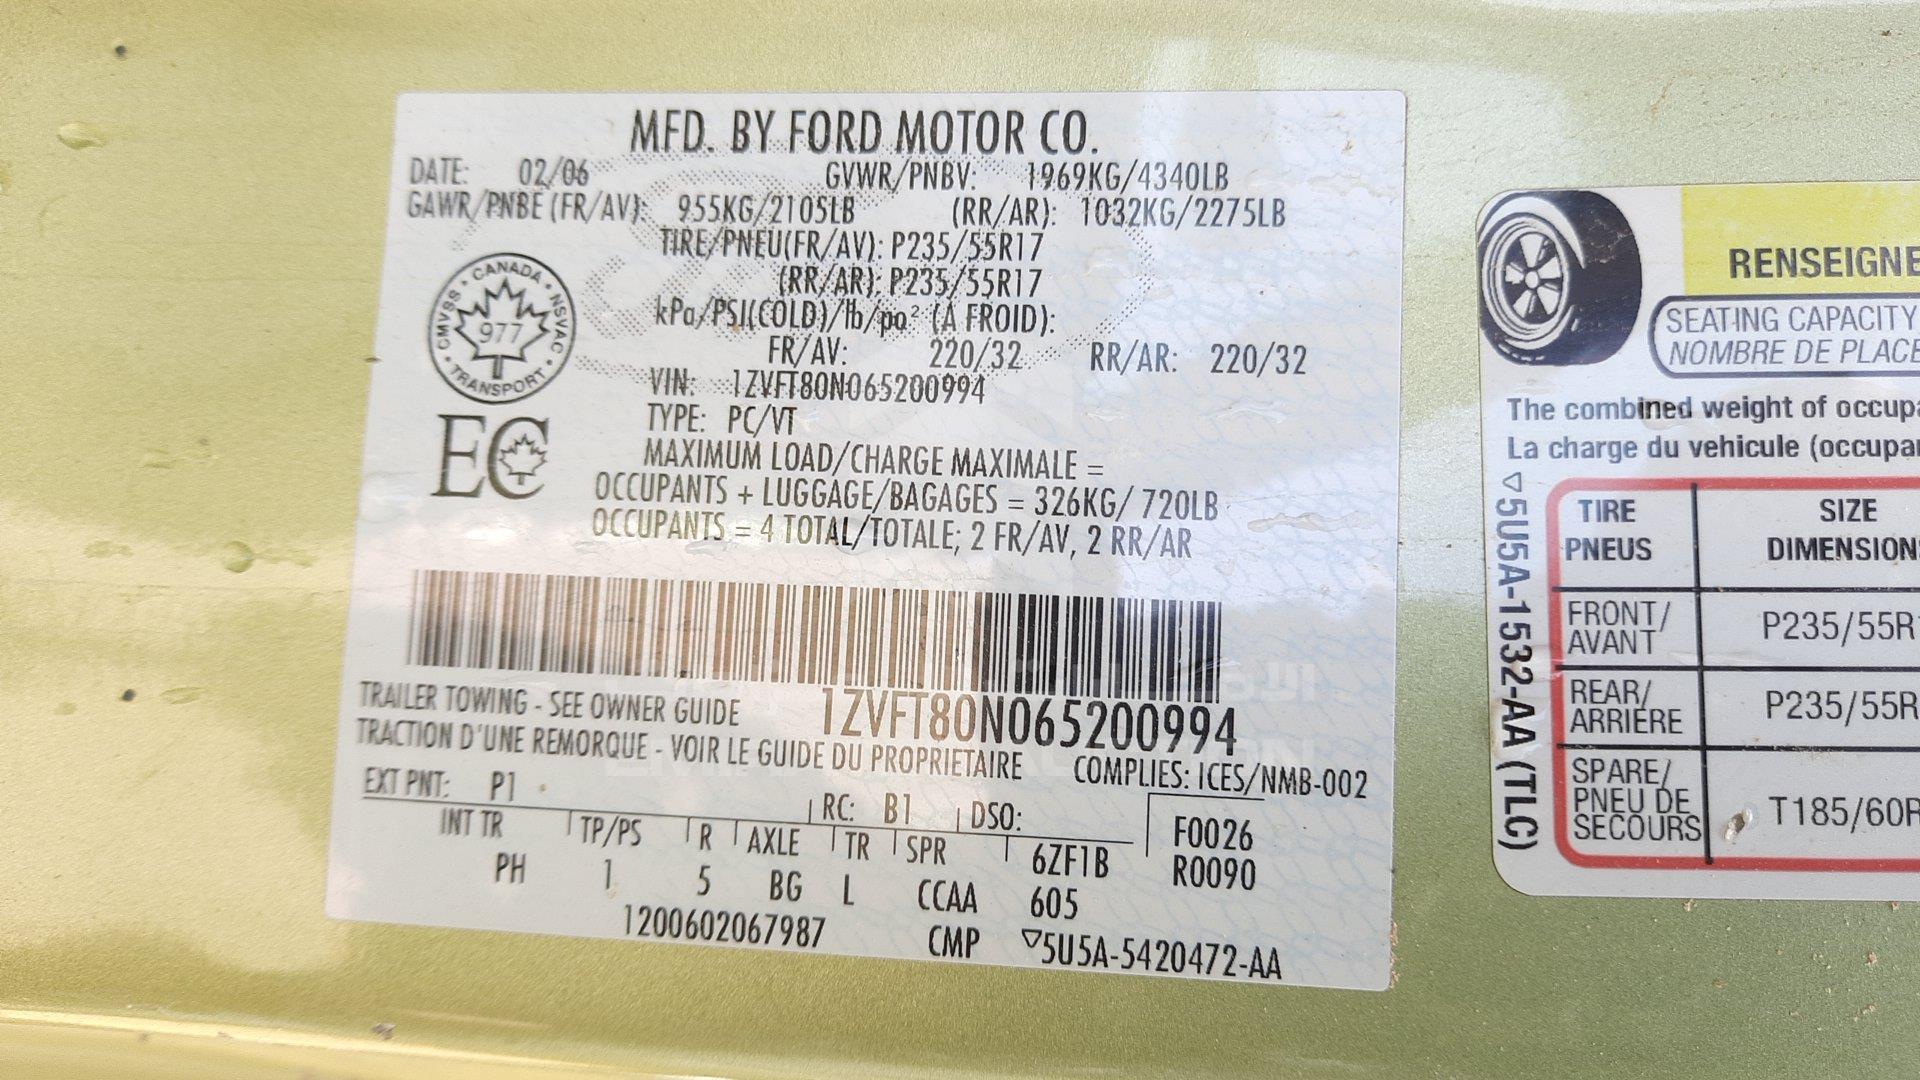 MFD. BY FORD MOTOR CO.
DATE: 02/06 GVWR/PNBV: 1969KG/4340LB
GAWR/PNBE (FR/AV): 955KG/2105LB (RR/AR): 1032KG/2275LB
TIRE/PNEU(FR/AV): P235/55R17
(RR/AR): P235/55R17
kPa/PSI(COLD)/lb/po² (A FROID):
FR/AV: 220/32 RR/AR: 220/32
VIN: 1ZVFT80N065200994
TYPE: PC/VT
MAXIMUM LOAD/CHARGE MAXIMALE =
OCCUPANTS + LUGGAGE/BAGAGES = 326KG/ 720LB
OCCUPANTS = 4 TOTAL/TOTALE; 2 FR/AV, 2 RR/AR
CANADA · NSVAC · TRANSPORT · CMVSS ·
977
EC
1ZVFT80N065200994
TRAILER TOWING - SEE OWNER GUIDE
TRACTION D'UNE REMORQUE - VOIR LE GUIDE DU PROPRIETAIRE
COMPLIES: ICES/NMB-002
EXT PNT: P1 RC: B1 DSO: F0026
INT TR TP/PS R AXLE TR SPR 6ZF1B R0090
PH 1 5 BG L CCAA 605
1200602067987 CMP ▽5U5A-5420472-AA
RENSEIGNE
SEATING CAPACITY
NOMBRE DE PLACE
The combined weight of occupa
La charge du vehicule (occupan
▽5U5A-1532-AA (TLC)
TIRE SIZE
PNEUS DIMENSION
FRONT/
AVANT P235/55R
REAR/
ARRIERE P235/55R
SPARE/
PNEU DE
SECOURS T185/60R